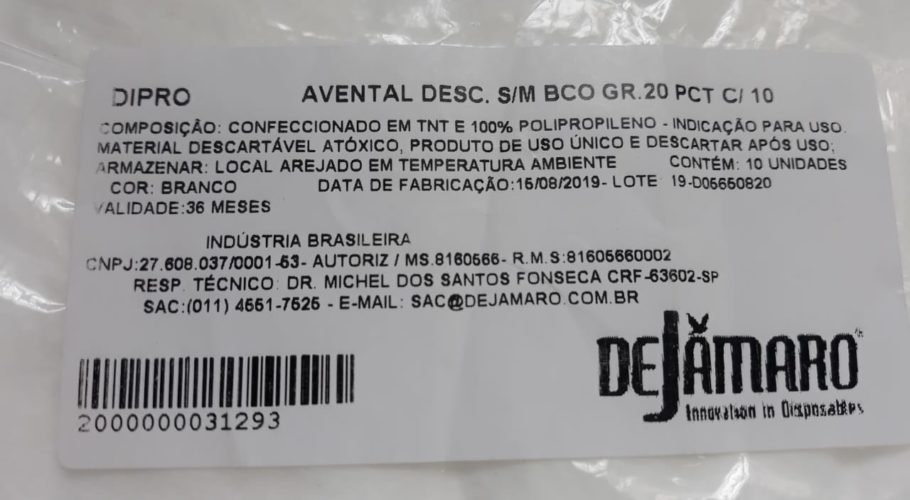 DIPRO AVENTAL DESC. S/M BCO GR.20 PCT C/ 10
COMPOSIÇÃO: CONFECCIONADO EM TNT E 100% POLIPROPILENO - INDICAÇÃO PARA USO.
MATERIAL DESCARTÁVEL ATÓXICO, PRODUTO DE USO ÚNICO E DESCARTAR APÓS USO;
ARMAZENAR: LOCAL AREJADO EM TEMPERATURA AMBIENTE CONTÉM: 10 UNIDADES
COR: BRANCO DATA DE FABRICAÇÃO:15/08/2019- LOTE 19-D05650820
VALIDADE:36 MESES
INDÚSTRIA BRASILEIRA
CNPJ:27.608.037/0001-53- AUTORIZ / MS.8160566- R.M.S:81605660002
RESP. TÉCNICO: DR. MICHEL DOS SANTOS FONSECA CRF-63602-SP
SAC:(011) 4551-7525 - E-MAIL: SAC@DEJAMARO.COM.BR
DEJAMARO
Innovatson in Disposables
2000000031293